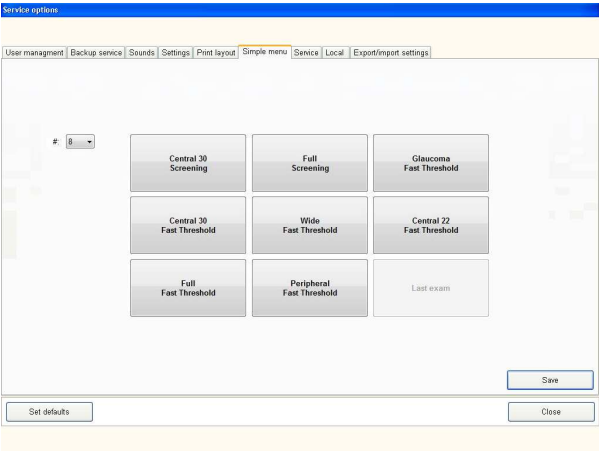 Service options
User managment Backup service Sounds Settings Print layout Simple menu Service Local Export/import settings
#: 8
Central 30
Screening
Full
Screening
Glaucoma
Fast Threshold
Central 30
Fast Threshold
Wide
Fast Threshold
Central 22
Fast Threshold
Full
Fast Threshold
Peripheral
Fast Threshold
Last exam
Save
Set defaults
Close